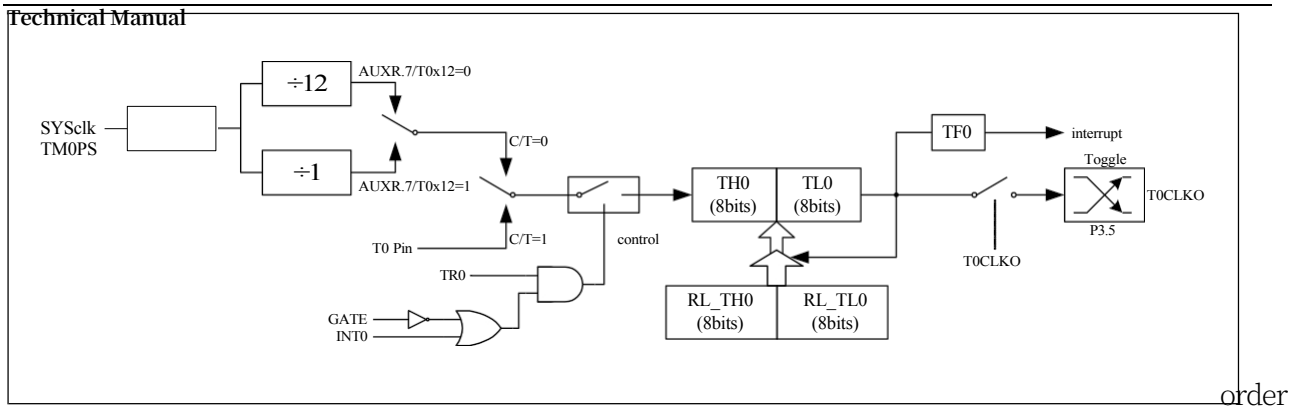 Technical Manual
÷12
AUXR.7/T0x12=0
SYSclk
TM0PS
÷1
AUXR.7/T0x12=1
C/T=0
T0 Pin
C/T=1
control
TR0
GATE
INT0
TH0
(8bits)
TL0
(8bits)
RL_TH0
(8bits)
RL_TL0
(8bits)
TF0
interrupt
Toggle
T0CLKO
P3.5
T0CLKO
order